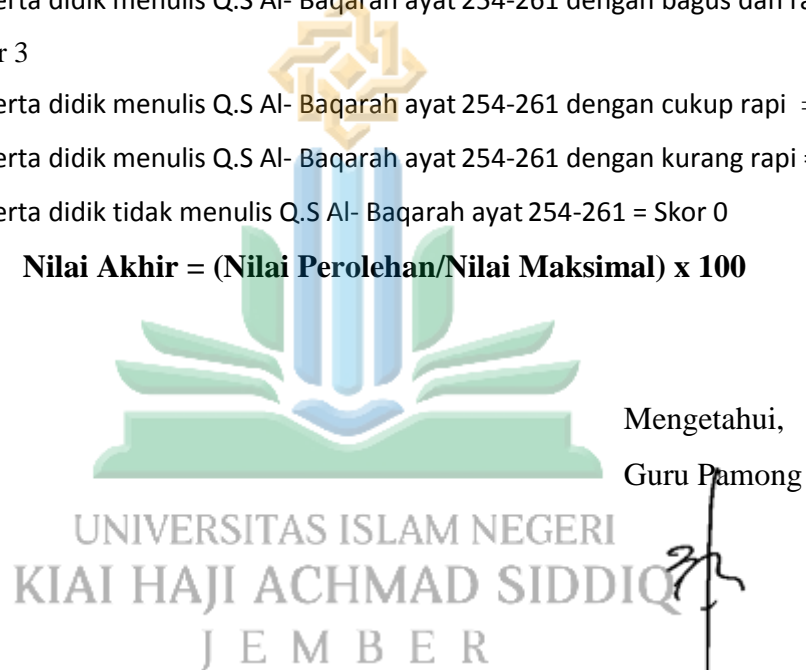 erta didik menulis Q.S Al- Baqarah ayat 254-261 dengan bagus dan ra
r 3
erta didik menulis Q.S Al- Baqarah ayat 254-261 dengan cukup rapi =
erta didik menulis Q.S Al- Baqarah ayat 254-261 dengan kurang rapi =
erta didik tidak menulis Q.S Al- Baqarah ayat 254-261 = Skor 0
Nilai Akhir = (Nilai Perolehan/Nilai Maksimal) x 100
Mengetahui,
Guru Pamong
UNIVERSITAS ISLAM NEGERI
KIAI HAJI ACHMAD SIDDIQ
JEMBER